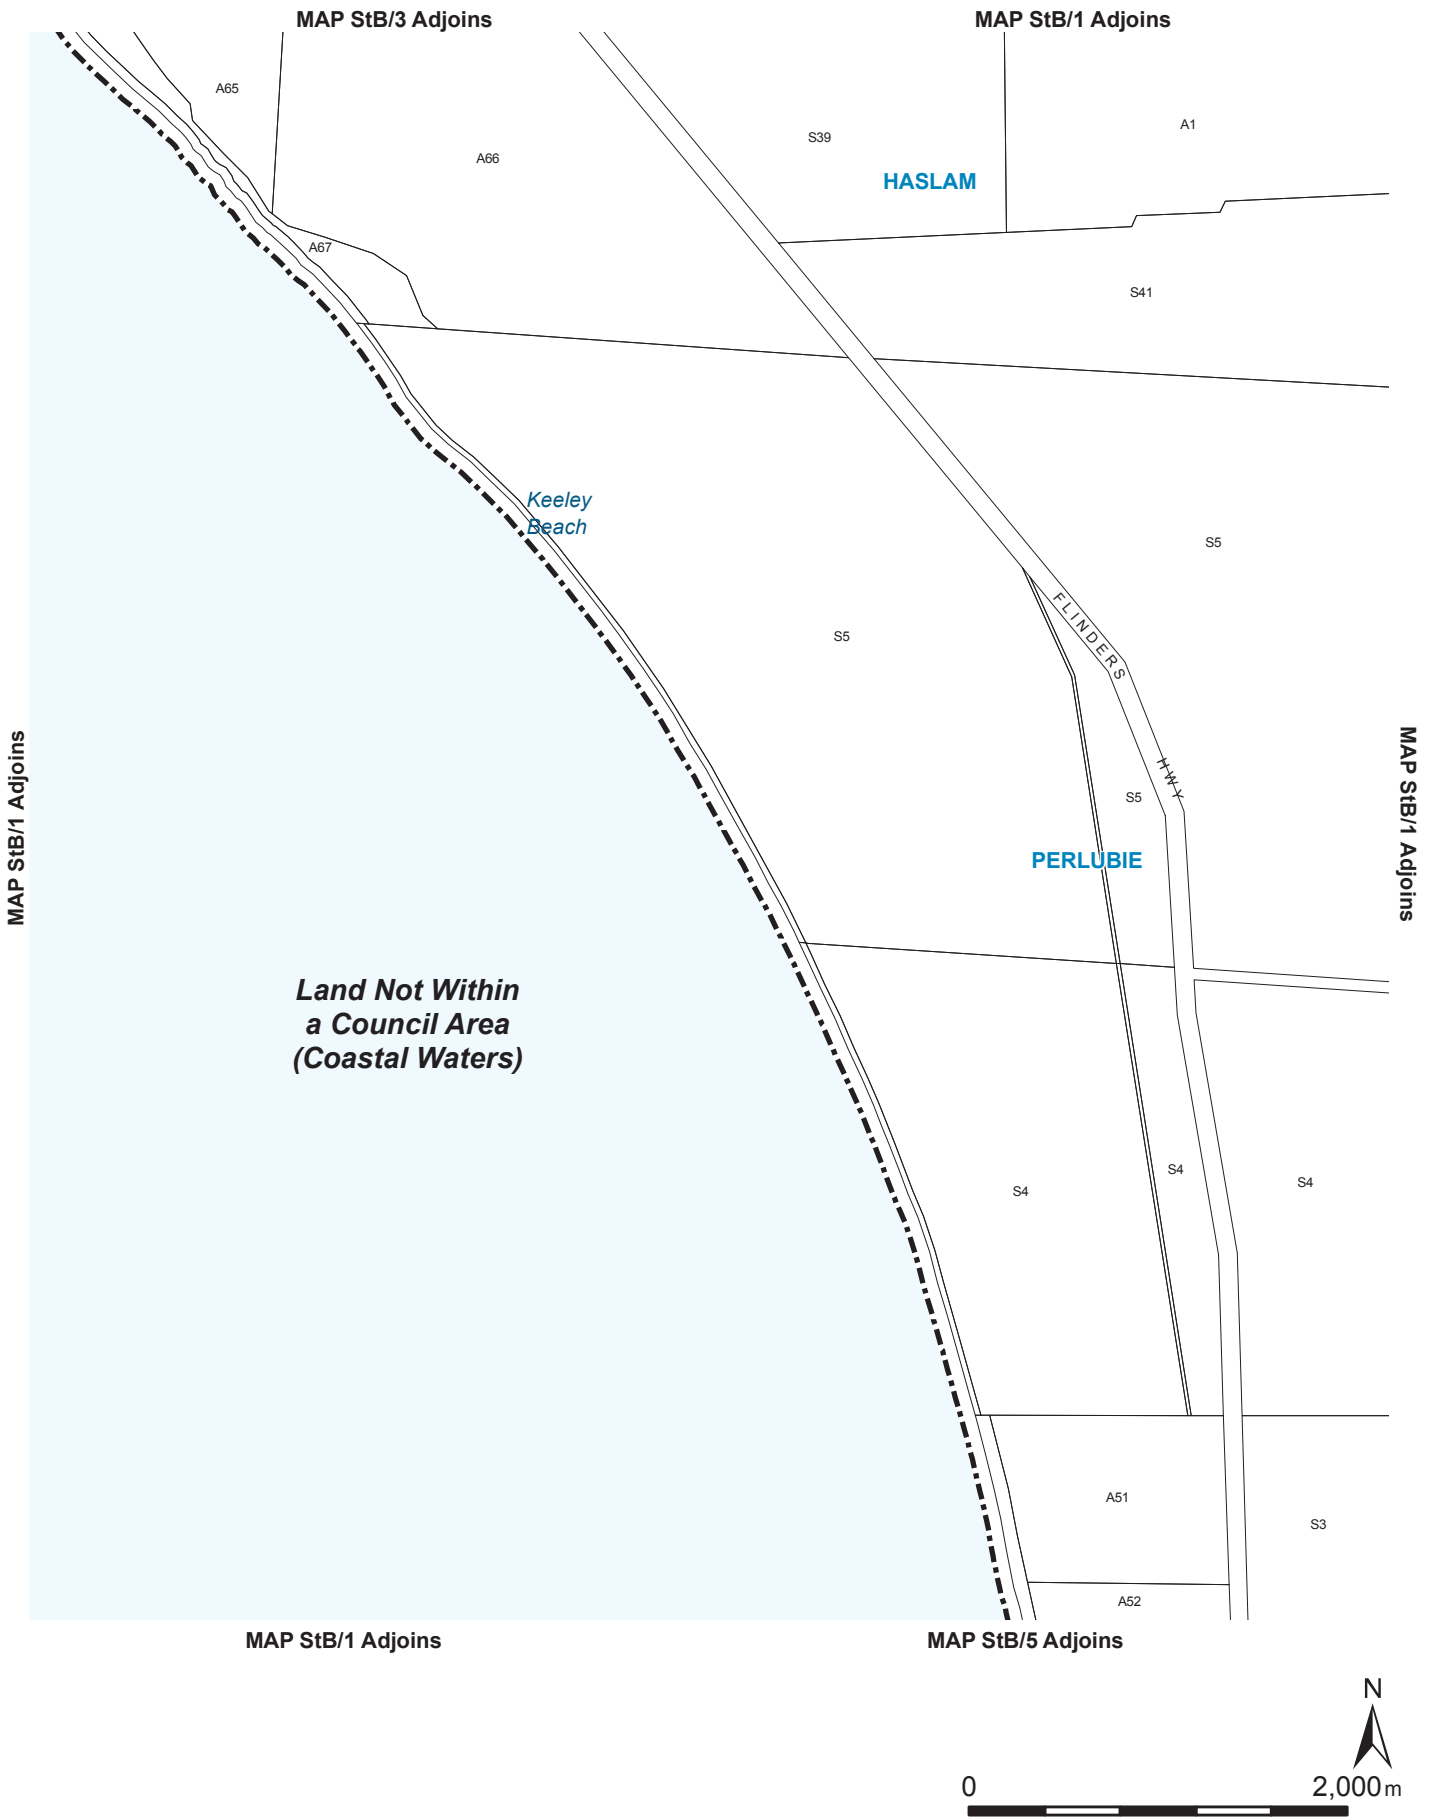 MAP StB/3 Adjoins
MAP StB/1 Adjoins
A65
A1
S39
A66
HASLAM
A67
S41
Keeley
Beach
S5
FLINDERS
S5
MAP StB/1 Adjoins
MAP StB/1 Adjoins
HWY
S5
PERLUBIE
Land Not Within
a Council Area
(Coastal Waters)
S4
S4
S4
A51
S3
A52
MAP StB/1 Adjoins
MAP StB/5 Adjoins
N
0
2,000 m